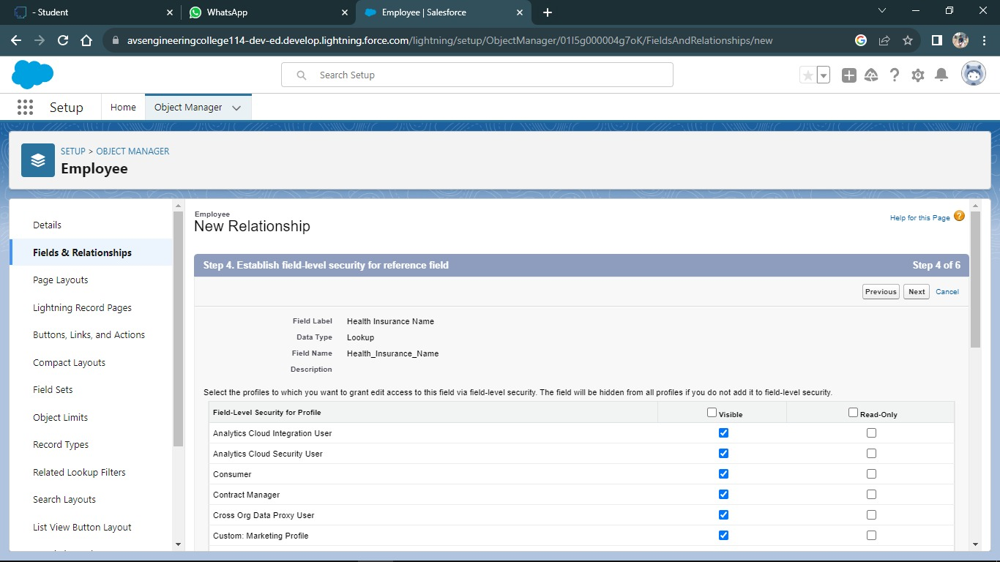 - Student
WhatsApp
Employee | Salesforce
avsengineeringcollege114-dev-ed.develop.lightning.force.com/lightning/setup/ObjectManager/01I5g000004g7oK/FieldsAndRelationships/new
Search Setup
Setup
Home
Object Manager
SETUP > OBJECT MANAGER
Employee
Details
Fields & Relationships
Page Layouts
Lightning Record Pages
Buttons, Links, and Actions
Compact Layouts
Field Sets
Object Limits
Record Types
Related Lookup Filters
Search Layouts
List View Button Layout
Employee
New Relationship
Help for this Page
Step 4. Establish field-level security for reference field
Step 4 of 6
Previous Next Cancel
Field Label Health Insurance Name
Data Type Lookup
Field Name Health_Insurance_Name
Description
Select the profiles to which you want to grant edit access to this field via field-level security. The field will be hidden from all profiles if you do not add it to field-level security.
Field-Level Security for Profile Visible Read-Only
Analytics Cloud Integration User
Analytics Cloud Security User
Consumer
Contract Manager
Cross Org Data Proxy User
Custom: Marketing Profile